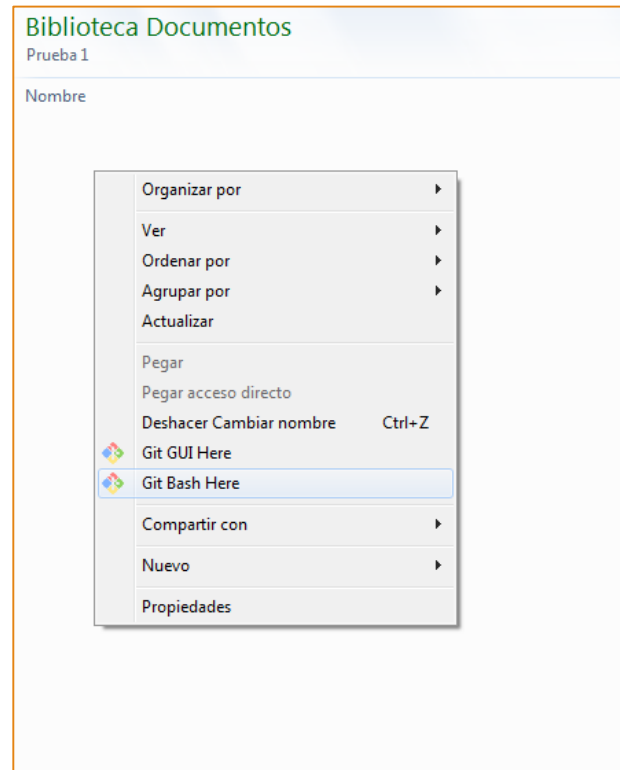 Biblioteca Documentos
Prueba 1
Nombre
Organizar por
Ver
Ordenar por
Agrupar por
Actualizar
Pegar
Pegar acceso directo
Deshacer Cambiar nombre Ctrl+Z
Git GUI Here
Git Bash Here
Compartir con
Nuevo
Propiedades